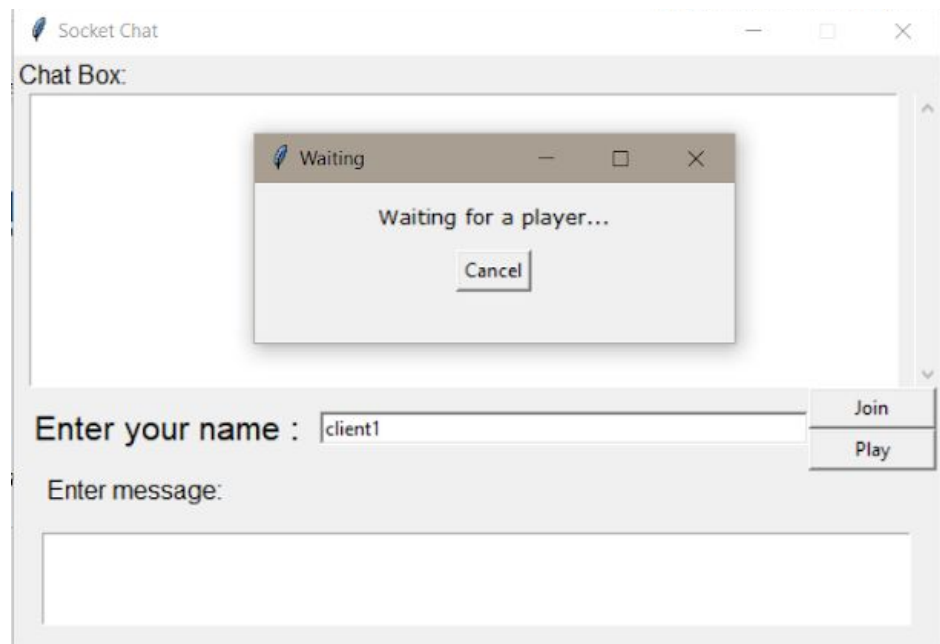 Socket Chat
Chat Box:
Waiting
Waiting for a player...
Cancel
Enter your name :
client1
Join
Play
Enter message: